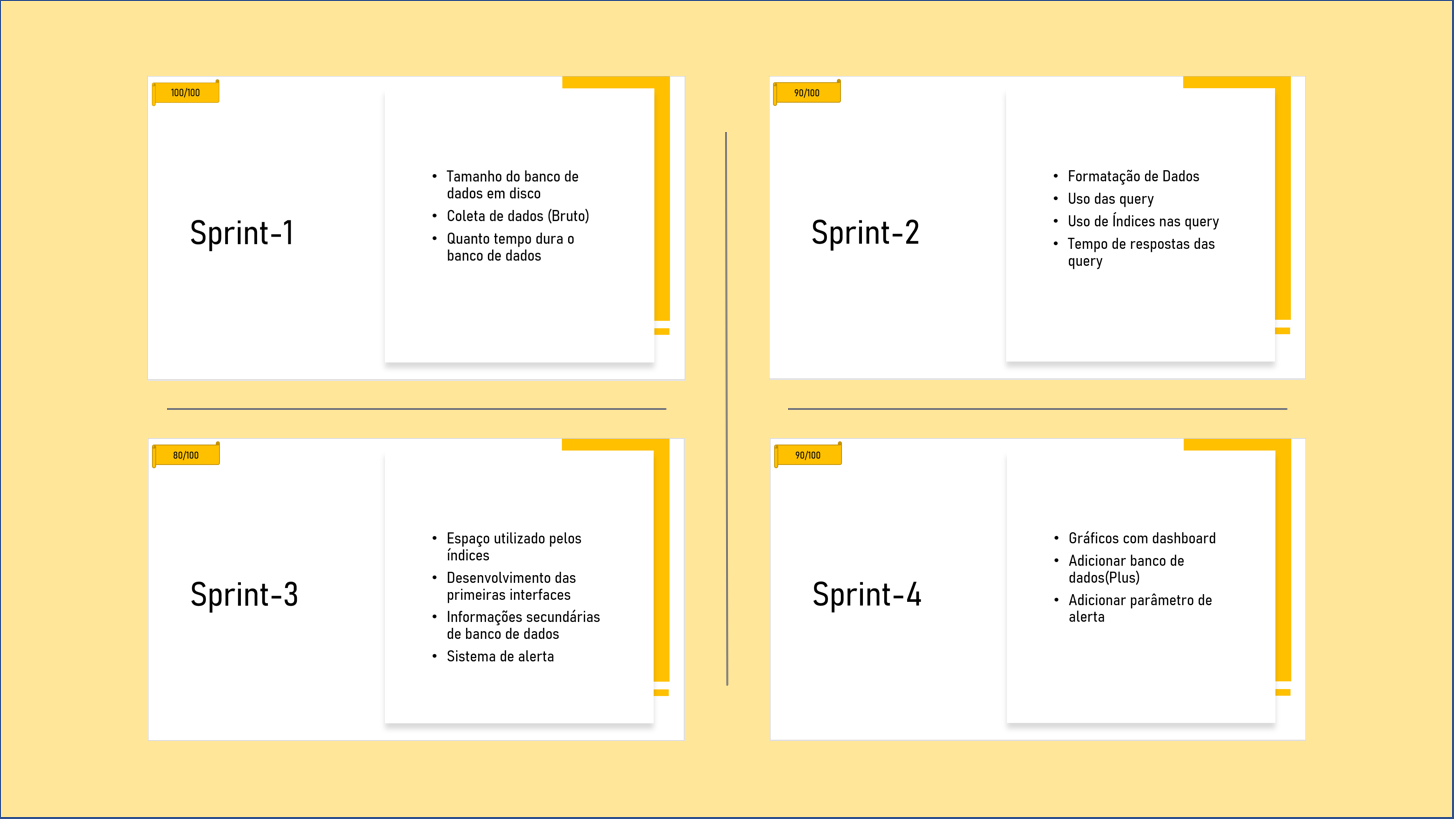 100/100
Sprint-1
• Tamanho do banco de
dados em disco
• Coleta de dados (Bruto)
• Quanto tempo dura o
banco de dados
90/100
Sprint-2
• Formatação de Dados
• Uso das query
• Uso de Índices nas query
• Tempo de respostas das
query
80/100
Sprint-3
• Espaço utilizado pelos
índices
• Desenvolvimento das
primeiras interfaces
• Informações secundárias
de banco de dados
• Sistema de alerta
90/100
Sprint-4
• Gráficos com dashboard
• Adicionar banco de
dados(Plus)
• Adicionar parâmetro de
alerta